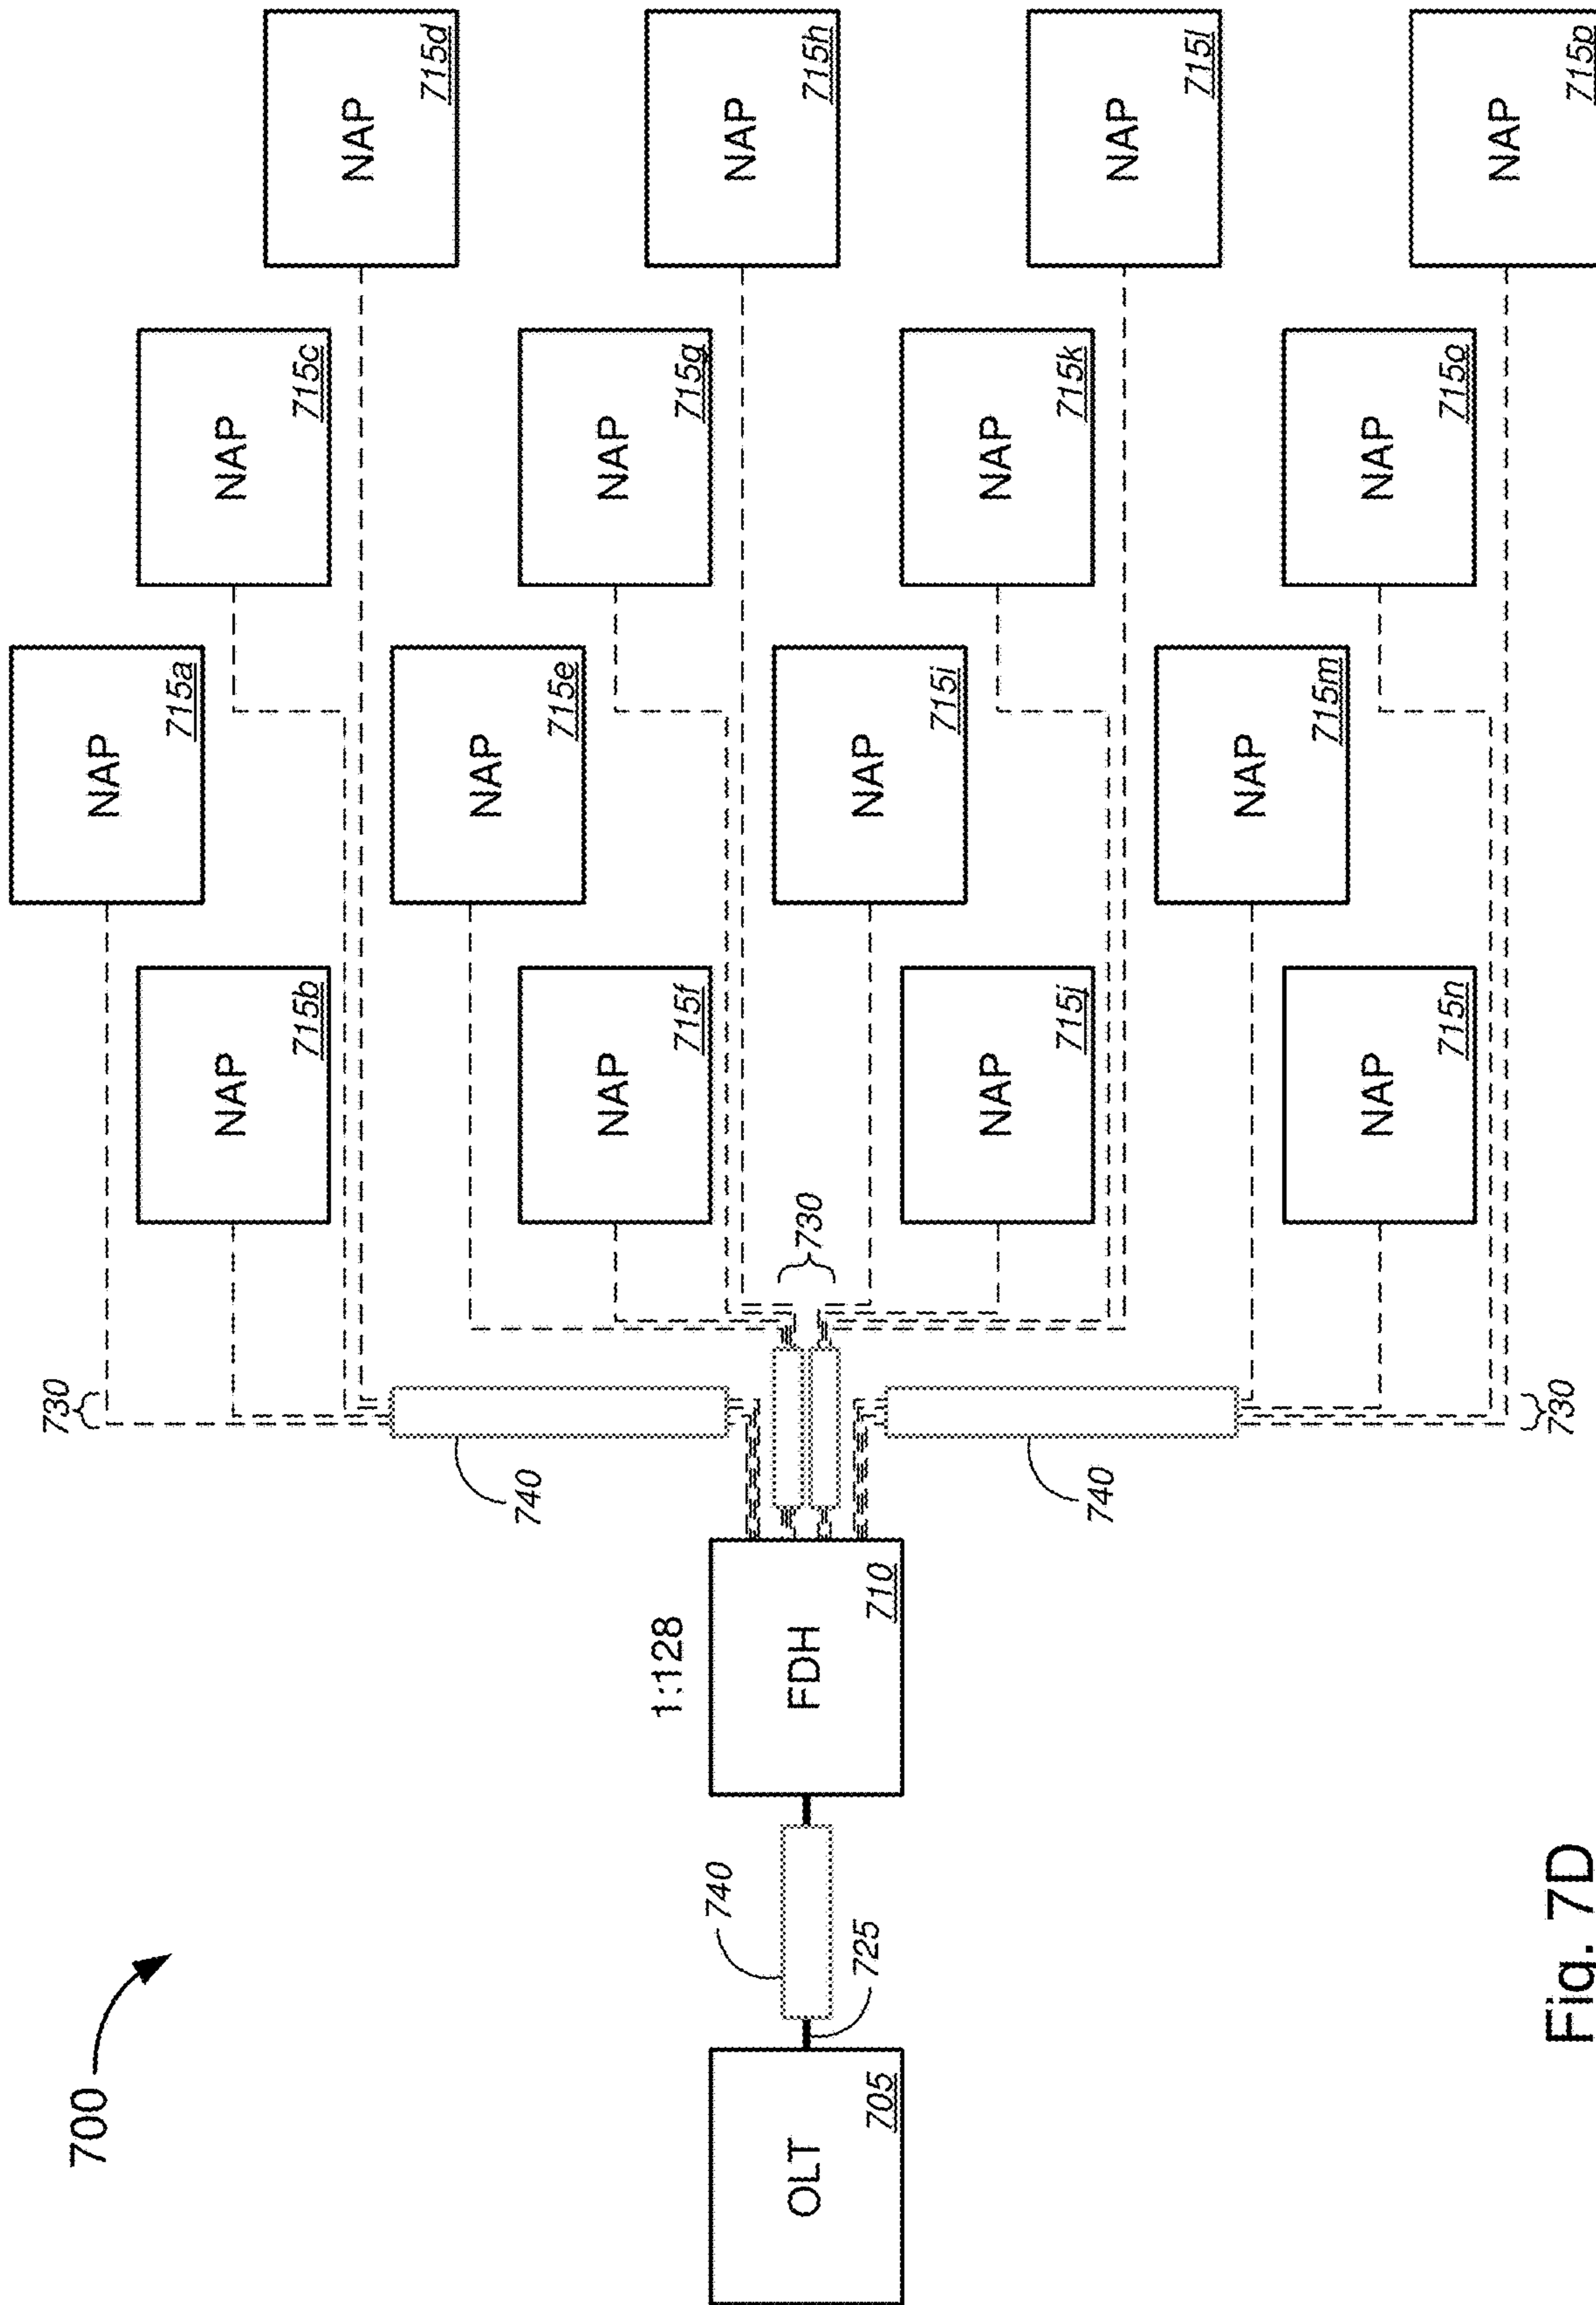 700
OLT
705
725
740
1:128
FDH
710
740
740
730
730
730
NAP
715a
NAP
715b
NAP
715c
NAP
715d
NAP
715e
NAP
715f
NAP
715g
NAP
715h
NAP
715i
NAP
715j
NAP
715k
NAP
715l
NAP
715m
NAP
715n
NAP
715o
NAP
715p
Fig. 7D